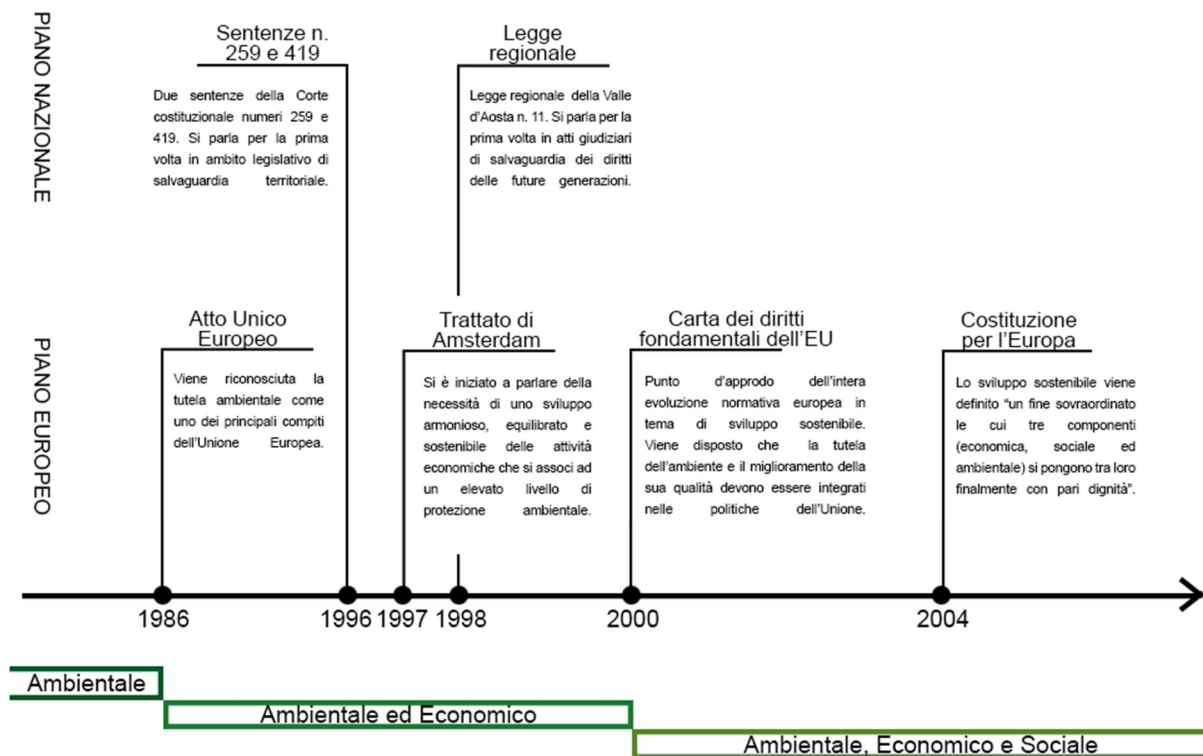 PIANO NAZIONALE
Sentenze n.
259 e 419
Due sentenze della Corte
costituzionale numeri 259 e
419. Si parla per la prima
volta in ambito legislativo di
salvaguardia territoriale.
Legge
regionale
Legge regionale della Valle
d'Aosta n. 11. Si parla per la
prima volta in atti giudiziari
di salvaguardia dei diritti
delle future generazioni.
PIANO EUROPEO
Atto Unico
Europeo
Viene riconosciuta la
tutela ambientale come
uno dei principali compiti
dell'Unione Europea.
Trattato di
Amsterdam
Si è iniziato a parlare della
necessità di uno sviluppo
armonioso, equilibrato e
sostenibile delle attività
economiche che si associ ad
un elevato livello di
protezione ambientale.
Carta dei diritti
fondamentali dell'EU
Punto d'approdo dell'intera
evoluzione normativa europea in
tema di sviluppo sostenibile.
Viene disposto che la tutela
dell'ambiente e il miglioramento della
sua qualità devono essere integrati
nelle politiche dell'Unione.
Costituzione
per l'Europa
Lo sviluppo sostenibile viene
definito “un fine sovraordinato
le cui tre componenti
(economica, sociale ed
ambientale) si pongono tra loro
finalmente con pari dignità”.
1986
1996
1997
1998
2000
2004
Ambientale
Ambientale ed Economico
Ambientale, Economico e Sociale